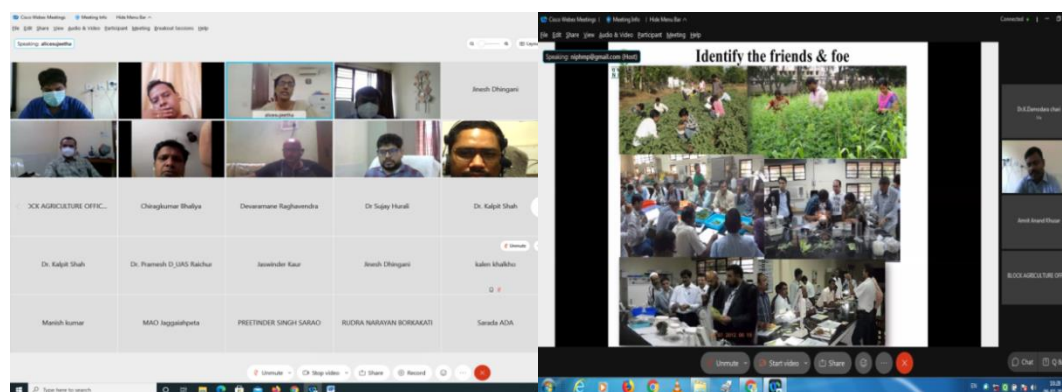 Cisco Webex Meetings
Meeting Info
Hide Menu Bar
File Edit Share View Audio & Video Participant Meeting Breakout Sessions Help
Speaking: alicesujeetha
alicesujeetha
Jinesh Dhingani
OCK AGRICULTURE OFFIC...
Chiragkumar Bhaliya
Devaramane Raghavendra
Dr Sujay Hurali
Dr. Kalpit Shah
Unmute
Dr. Kalpit Shah
Dr. Pramesh D_UAS Raichur
Jaswinder Kaur
Jinesh Dhingani
kalen khalkho
Manish kumar
MAO Jaggaiahpeta
PREETINDER SINGH SARAO
RUDRA NARAYAN BORKAKATI
Sarada ADA
Unmute
Stop video
Share
Record
Type here to search
Cisco Webex Meetings
Meeting Info
Hide Menu Bar
Connected
File Edit Share View Audio & Video Participant Meeting Help
Speaking: niphmp@gmail.com (Host)
Identify the friends & foe
Amrit Anand Khusar
BLOCK AGRICULTURE OFF
Unmute
Start video
Share
Chat